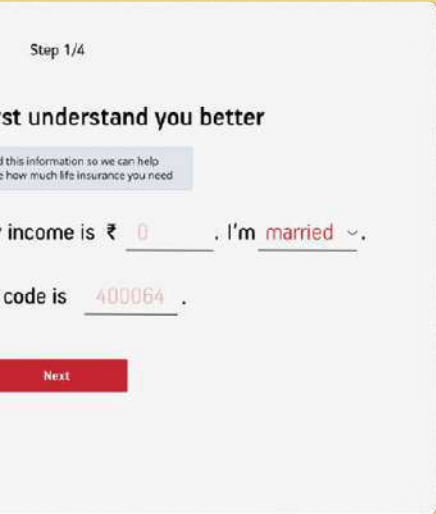 Step 1/4
rst understand you better
d this information so we can help
e how much life insurance you need
y income is ₹ 0 . I'm married .
code is 400064 .
Next